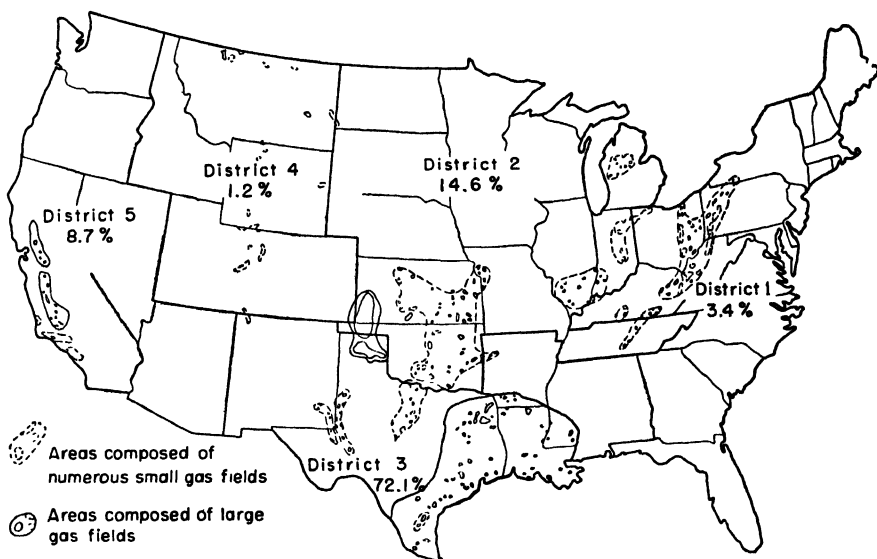 District 4
1.2 %
District 2
14.6 %
District 5
8.7 %
District 1
3.4 %
District 3
72.1 %
Areas composed of
numerous small gas fields
Areas composed of large
gas fields